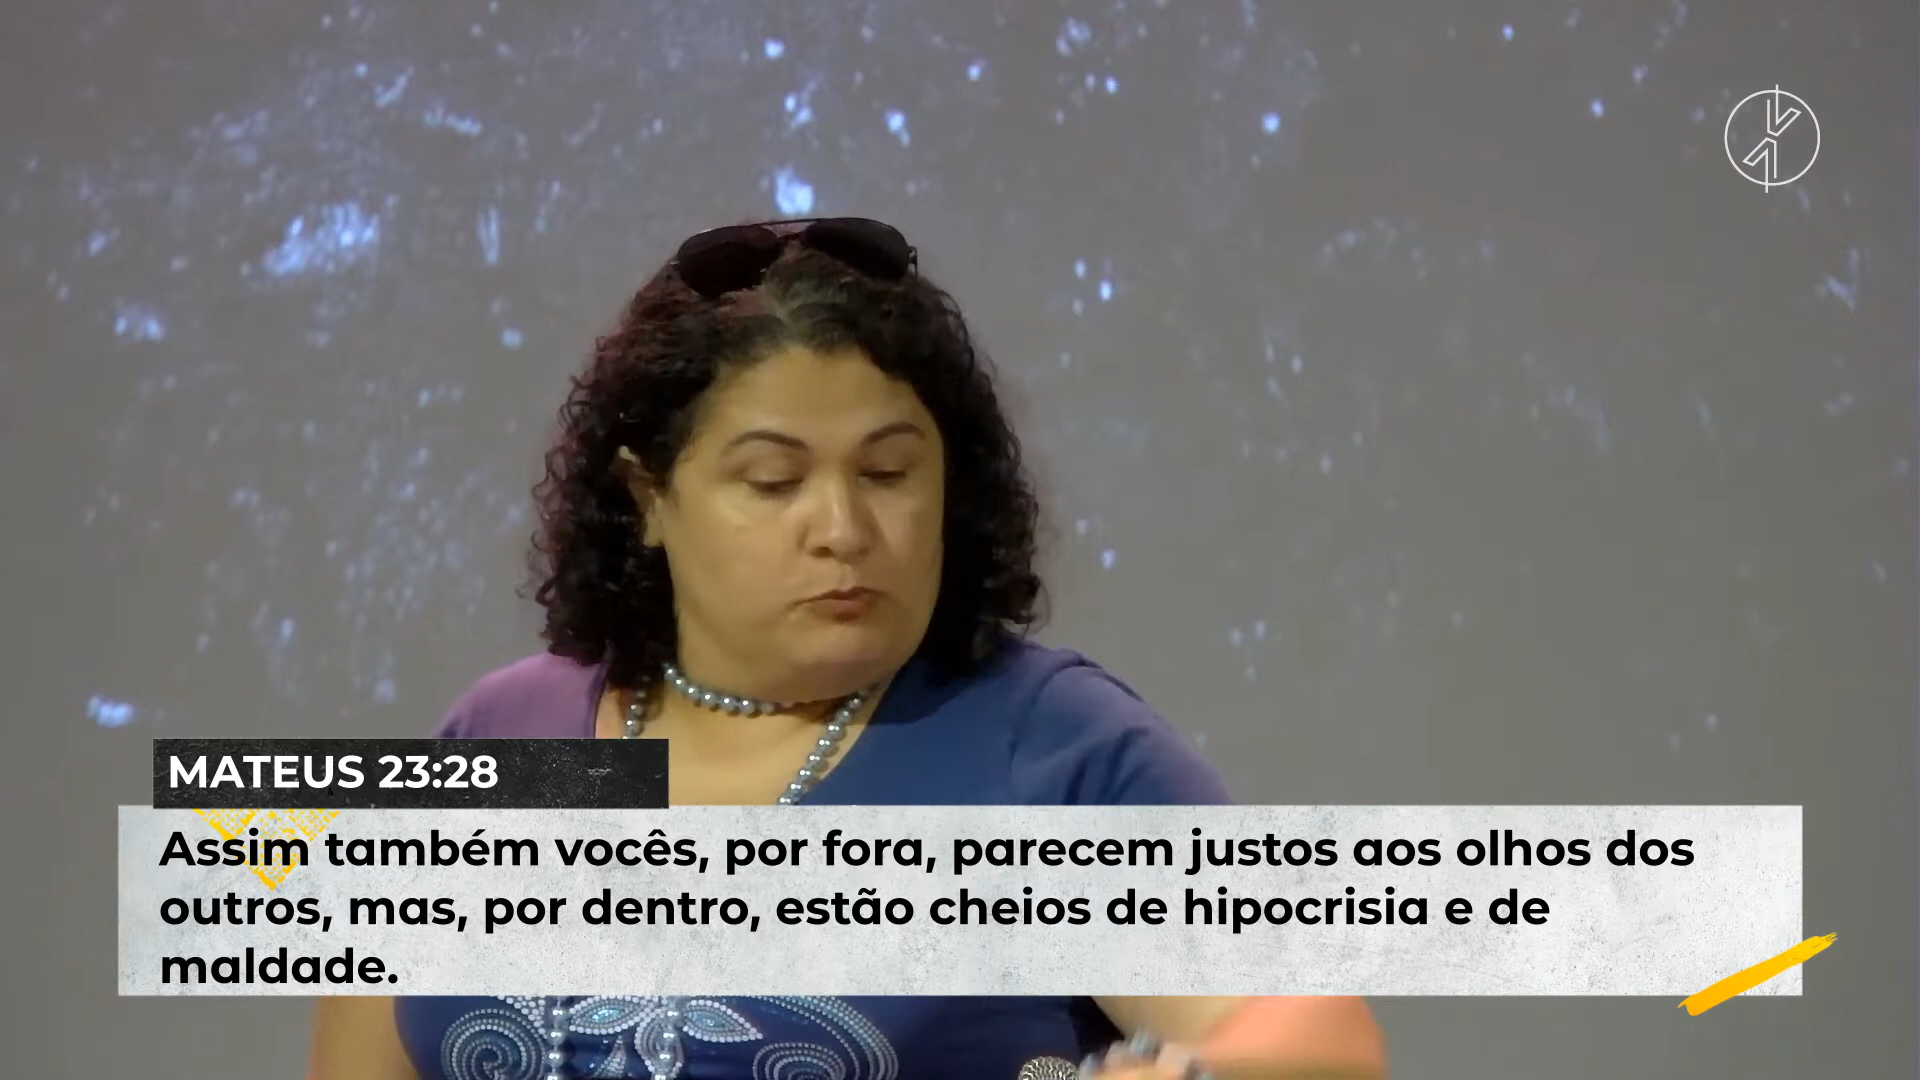 MATEUS 23:28
Assim também vocês, por fora, parecem justos aos olhos dos
outros, mas, por dentro, estão cheios de hipocrisia e de
maldade.